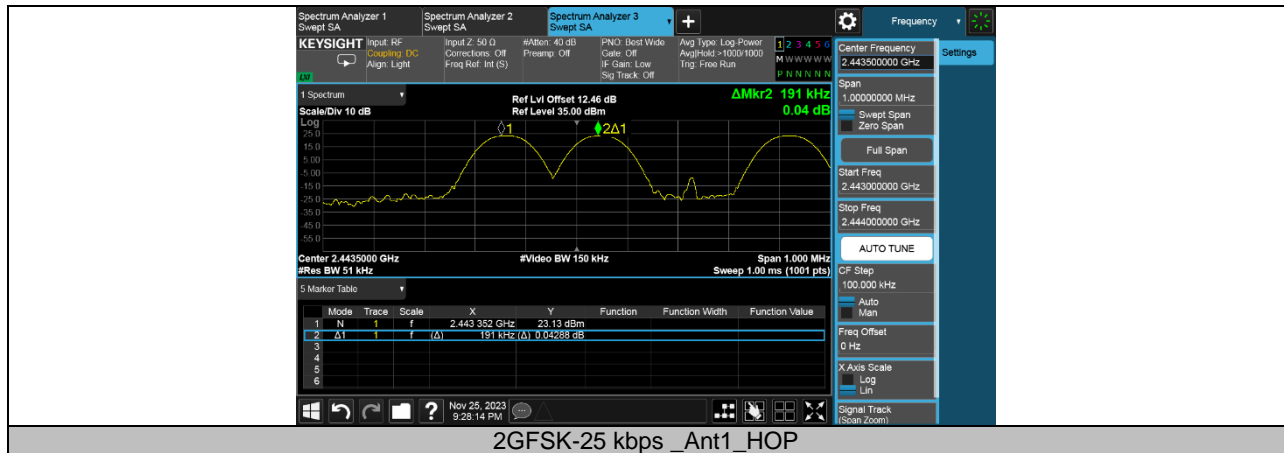 Spectrum Analyzer 1
Swept SA
Spectrum Analyzer 2
Swept SA
Spectrum Analyzer 3
Swept SA
Frequency
KEYSIGHT
LXI
Input: RF
Coupling: DC
Align: Light
Input Z: 50 Ω
Corrections: Off
Freq Ref: Int (S)
#Atten: 40 dB
Preamp: Off
PNO: Best Wide
Gate: Off
IF Gain: Low
Sig Track: Off
Avg Type: Log-Power
Avg|Hold:>1000/1000
Trig: Free Run
1 2 3 4 5 6
M W W W W W
P N N N N N
Center Frequency
2.443500000 GHz
Settings
1 Spectrum
Scale/Div 10 dB
Ref Lvl Offset 12.46 dB
Ref Level 35.00 dBm
ΔMkr2 191 kHz
0.04 dB
Span
1.00000000 MHz
Swept Span
Zero Span
Full Span
Start Freq
2.443000000 GHz
Stop Freq
2.444000000 GHz
AUTO TUNE
Log
25.0
15.0
5.00
-5.00
-15.0
-25.0
-35.0
-45.0
-55.0
1
2Δ1
Center 2.4435000 GHz
#Res BW 51 kHz
#Video BW 150 kHz
Span 1.000 MHz
Sweep 1.00 ms (1001 pts)
CF Step
100.000 kHz
Auto
Man
Freq Offset
0 Hz
X Axis Scale
Log
Lin
Signal Track
(Span Zoom)
5 Marker Table
Mode Trace Scale X Y Function Function Width Function Value
1 N 1 f 2.443 352 GHz 23.13 dBm
2 Δ1 1 f (Δ) 191 kHz (Δ) 0.04288 dB
3
4
5
6
?
Nov 25, 2023
9:28:14 PM
2GFSK-25 kbps _Ant1_HOP